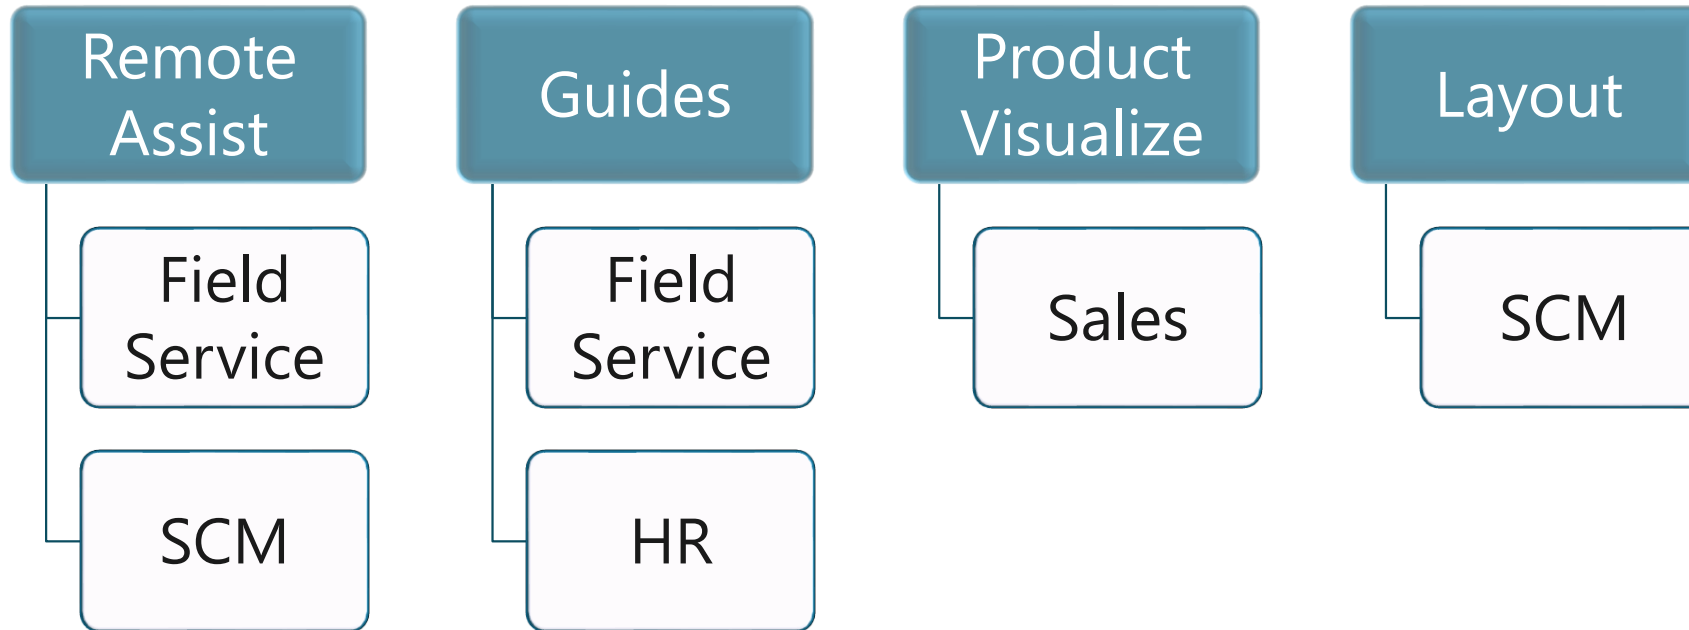 Remote
Assist
Field
Service
SCM
Guides
Field
Service
HR
Product
Visualize
Sales
Layout
SCM